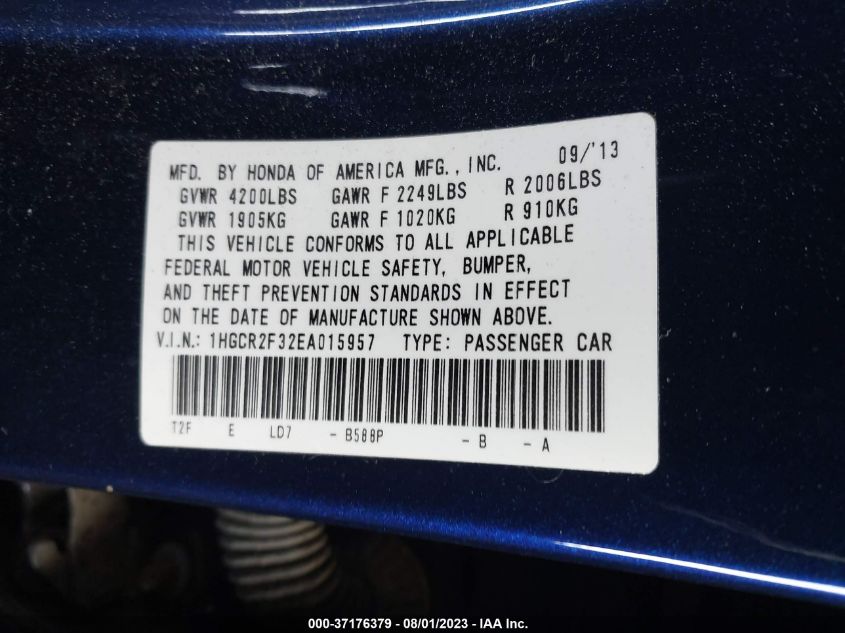 MFD. BY HONDA OF AMERICA MFG., INC. 09/'13
GVWR 4200LBS GAWR F 2249LBS R 2006LBS
GVWR 1905KG GAWR F 1020KG R 910KG
THIS VEHICLE CONFORMS TO ALL APPLICABLE
FEDERAL MOTOR VEHICLE SAFETY, BUMPER,
AND THEFT PREVENTION STANDARDS IN EFFECT
ON THE DATE OF MANUFACTURE SHOWN ABOVE.
V.I.N.: 1HGCR2F32EA015957 TYPE: PASSENGER CAR
T2F E LD7 - B588P - B - A
000-37176379 - 08/01/2023 - IAA Inc.